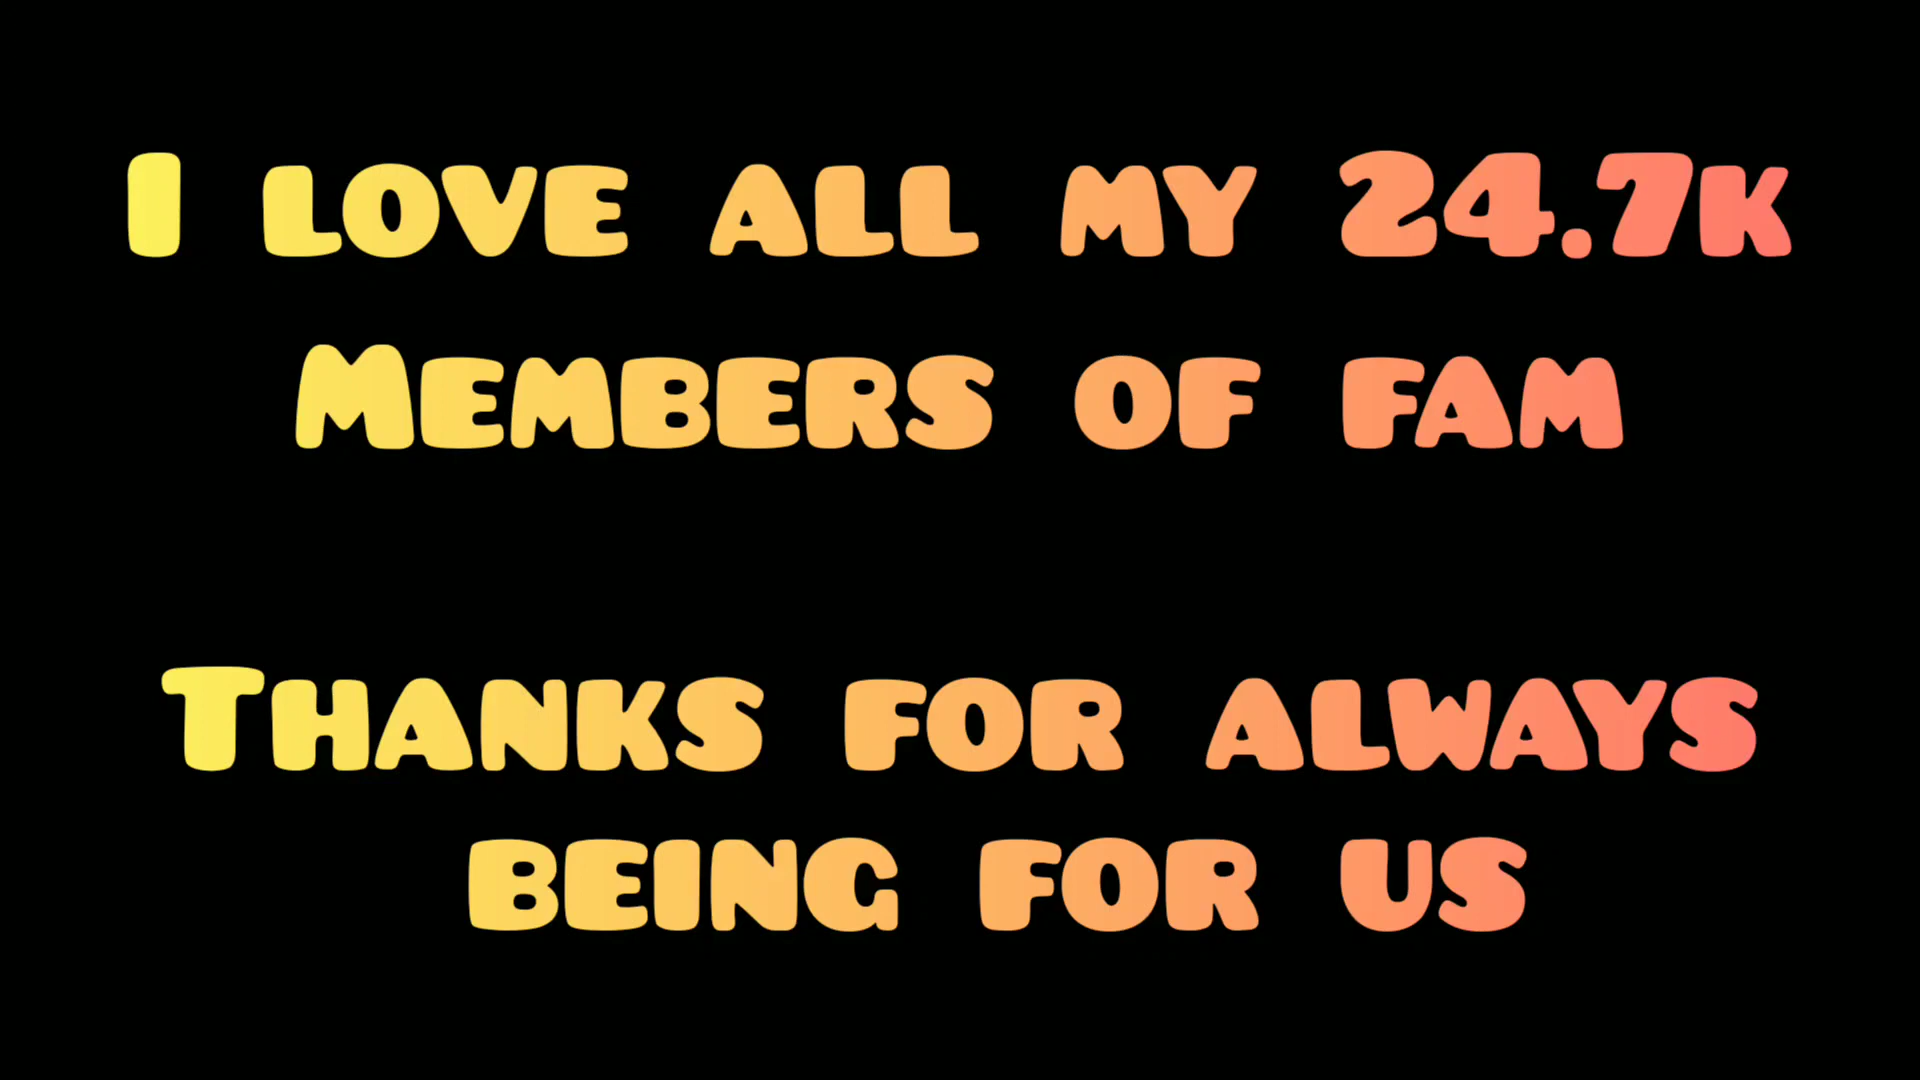 I love all my 24.7k
Members of fam
Thanks for always
being for us